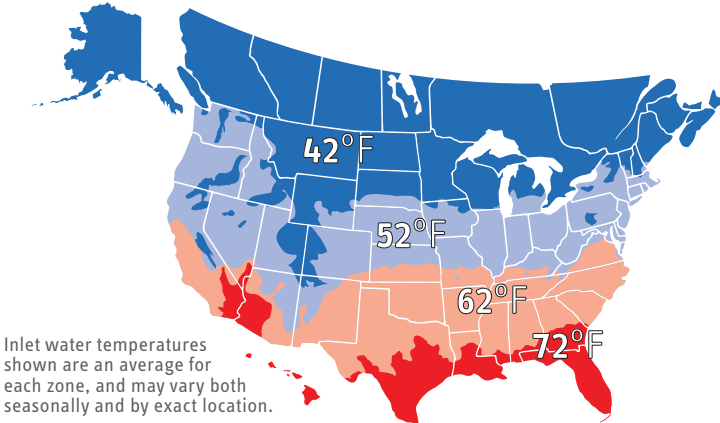 42°F
52°F
62°F
72°F
Inlet water temperatures
shown are an average for
each zone, and may vary both
seasonally and by exact location.